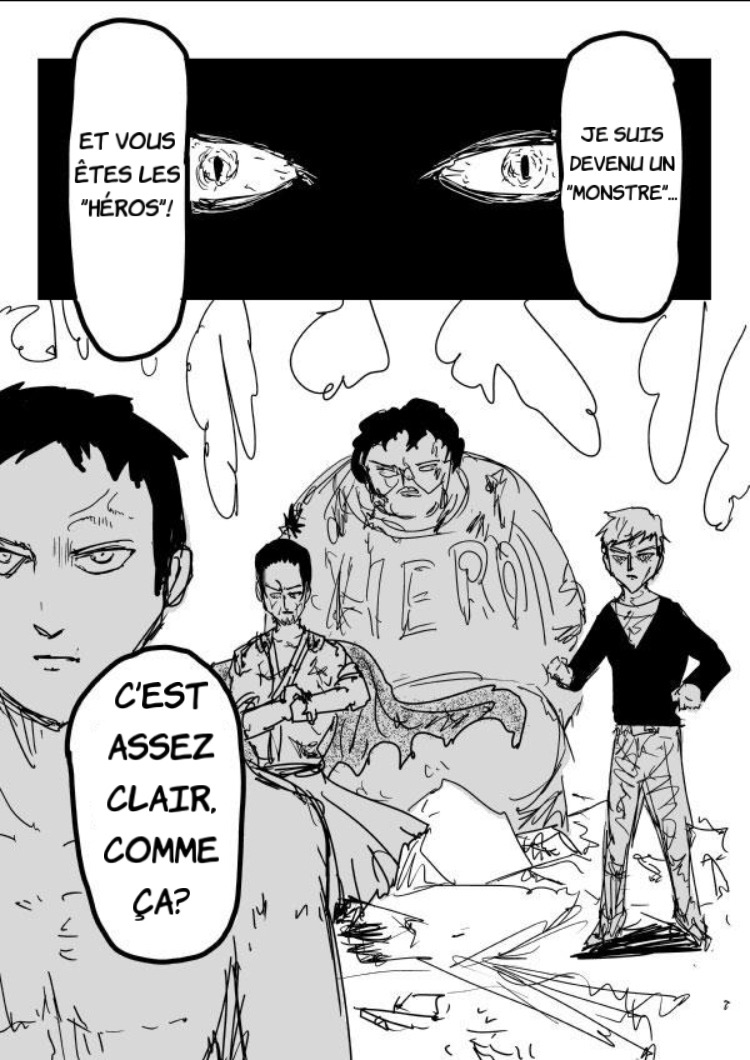 JE SUIS
DEVENU UN
"MONSTRE"...
ET VOUS
ÊTES LES
"HÉROS"!
HERO
C'EST
ASSEZ
CLAIR,
COMME
ÇA?